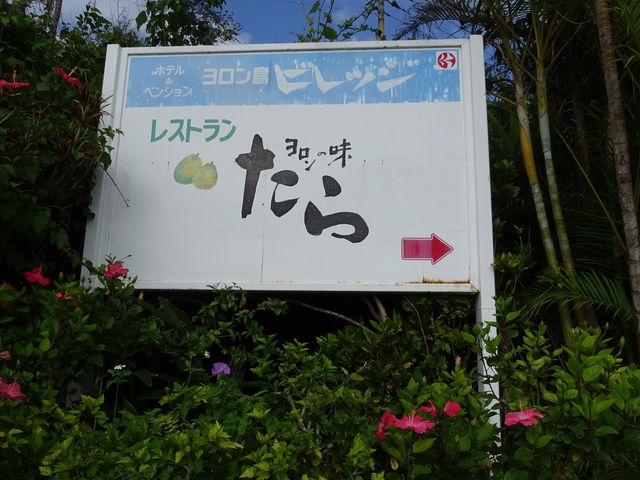 ホテル
&
ペンション
ヨロン島 ビレッジ
レストラン
ヨロンの味
たら